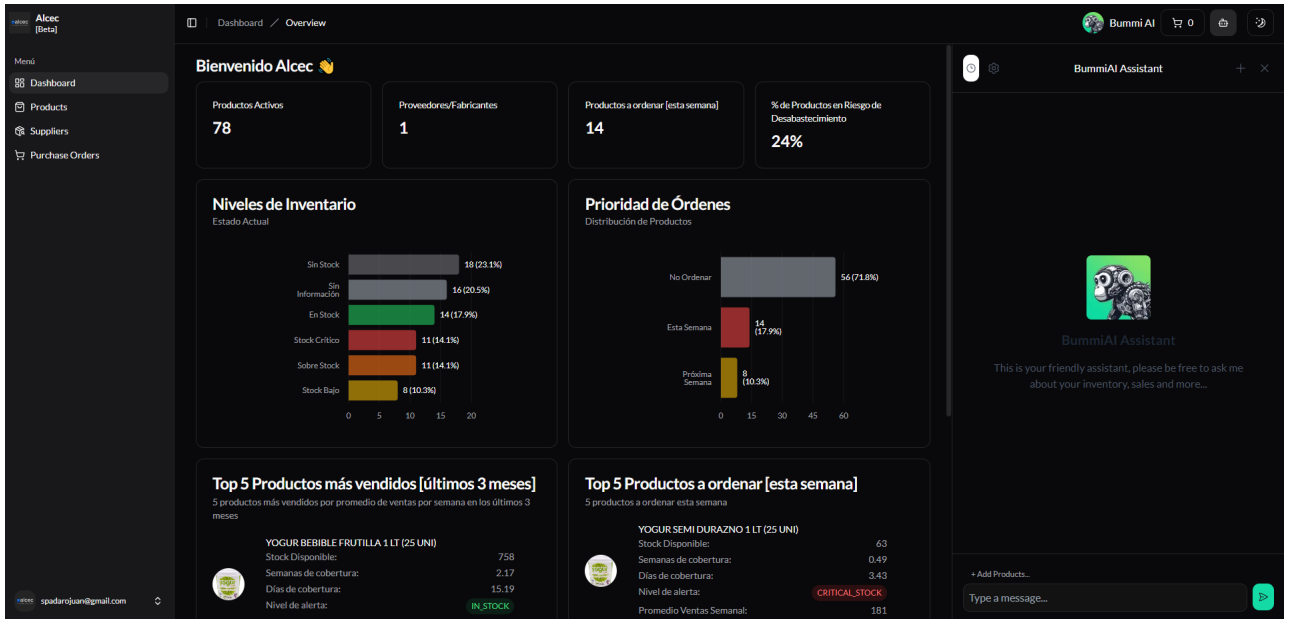 Alcec
[Beta]
Dashboard / Overview
Bummi AI
0
Menú
Dashboard
Products
Suppliers
Purchase Orders
Bienvenido Alcec 👋
Productos Activos
78
Proveedores/Fabricantes
1
Productos a ordenar [esta semana]
14
% de Productos en Riesgo de
Desabastecimiento
24%
Niveles de Inventario
Estado Actual
Sin Stock
18 (23.1%)
Sin
Información
16 (20.5%)
En Stock
14 (17.9%)
Stock Crítico
11 (14.1%)
Sobre Stock
11 (14.1%)
Stock Bajo
8 (10.3%)
0 5 10 15 20
Prioridad de Órdenes
Distribución de Productos
No Ordenar
56 (71.8%)
Esta Semana
14
(17.9%)
Próxima
Semana
8
(10.3%)
0 15 30 45 60
Top 5 Productos más vendidos [últimos 3 meses]
5 productos más vendidos por promedio de ventas por semana en los últimos 3
meses
YOGUR BEBIBLE FRUTILLA 1 LT (25 UNI)
Stock Disponible: 758
Semanas de cobertura: 2.17
Días de cobertura: 15.19
Nivel de alerta: IN_STOCK
Top 5 Productos a ordenar [esta semana]
5 productos a ordenar esta semana
YOGUR SEMI DURAZNO 1 LT (25 UNI)
Stock Disponible: 63
Semanas de cobertura: 0.49
Días de cobertura: 3.43
Nivel de alerta: CRITICAL_STOCK
Promedio Ventas Semanal: 181
BummiAI Assistant
BummiAI Assistant
This is your friendly assistant, please be free to ask me
about your inventory, sales and more...
+ Add Products...
Type a message...
spadarojuan@gmail.com